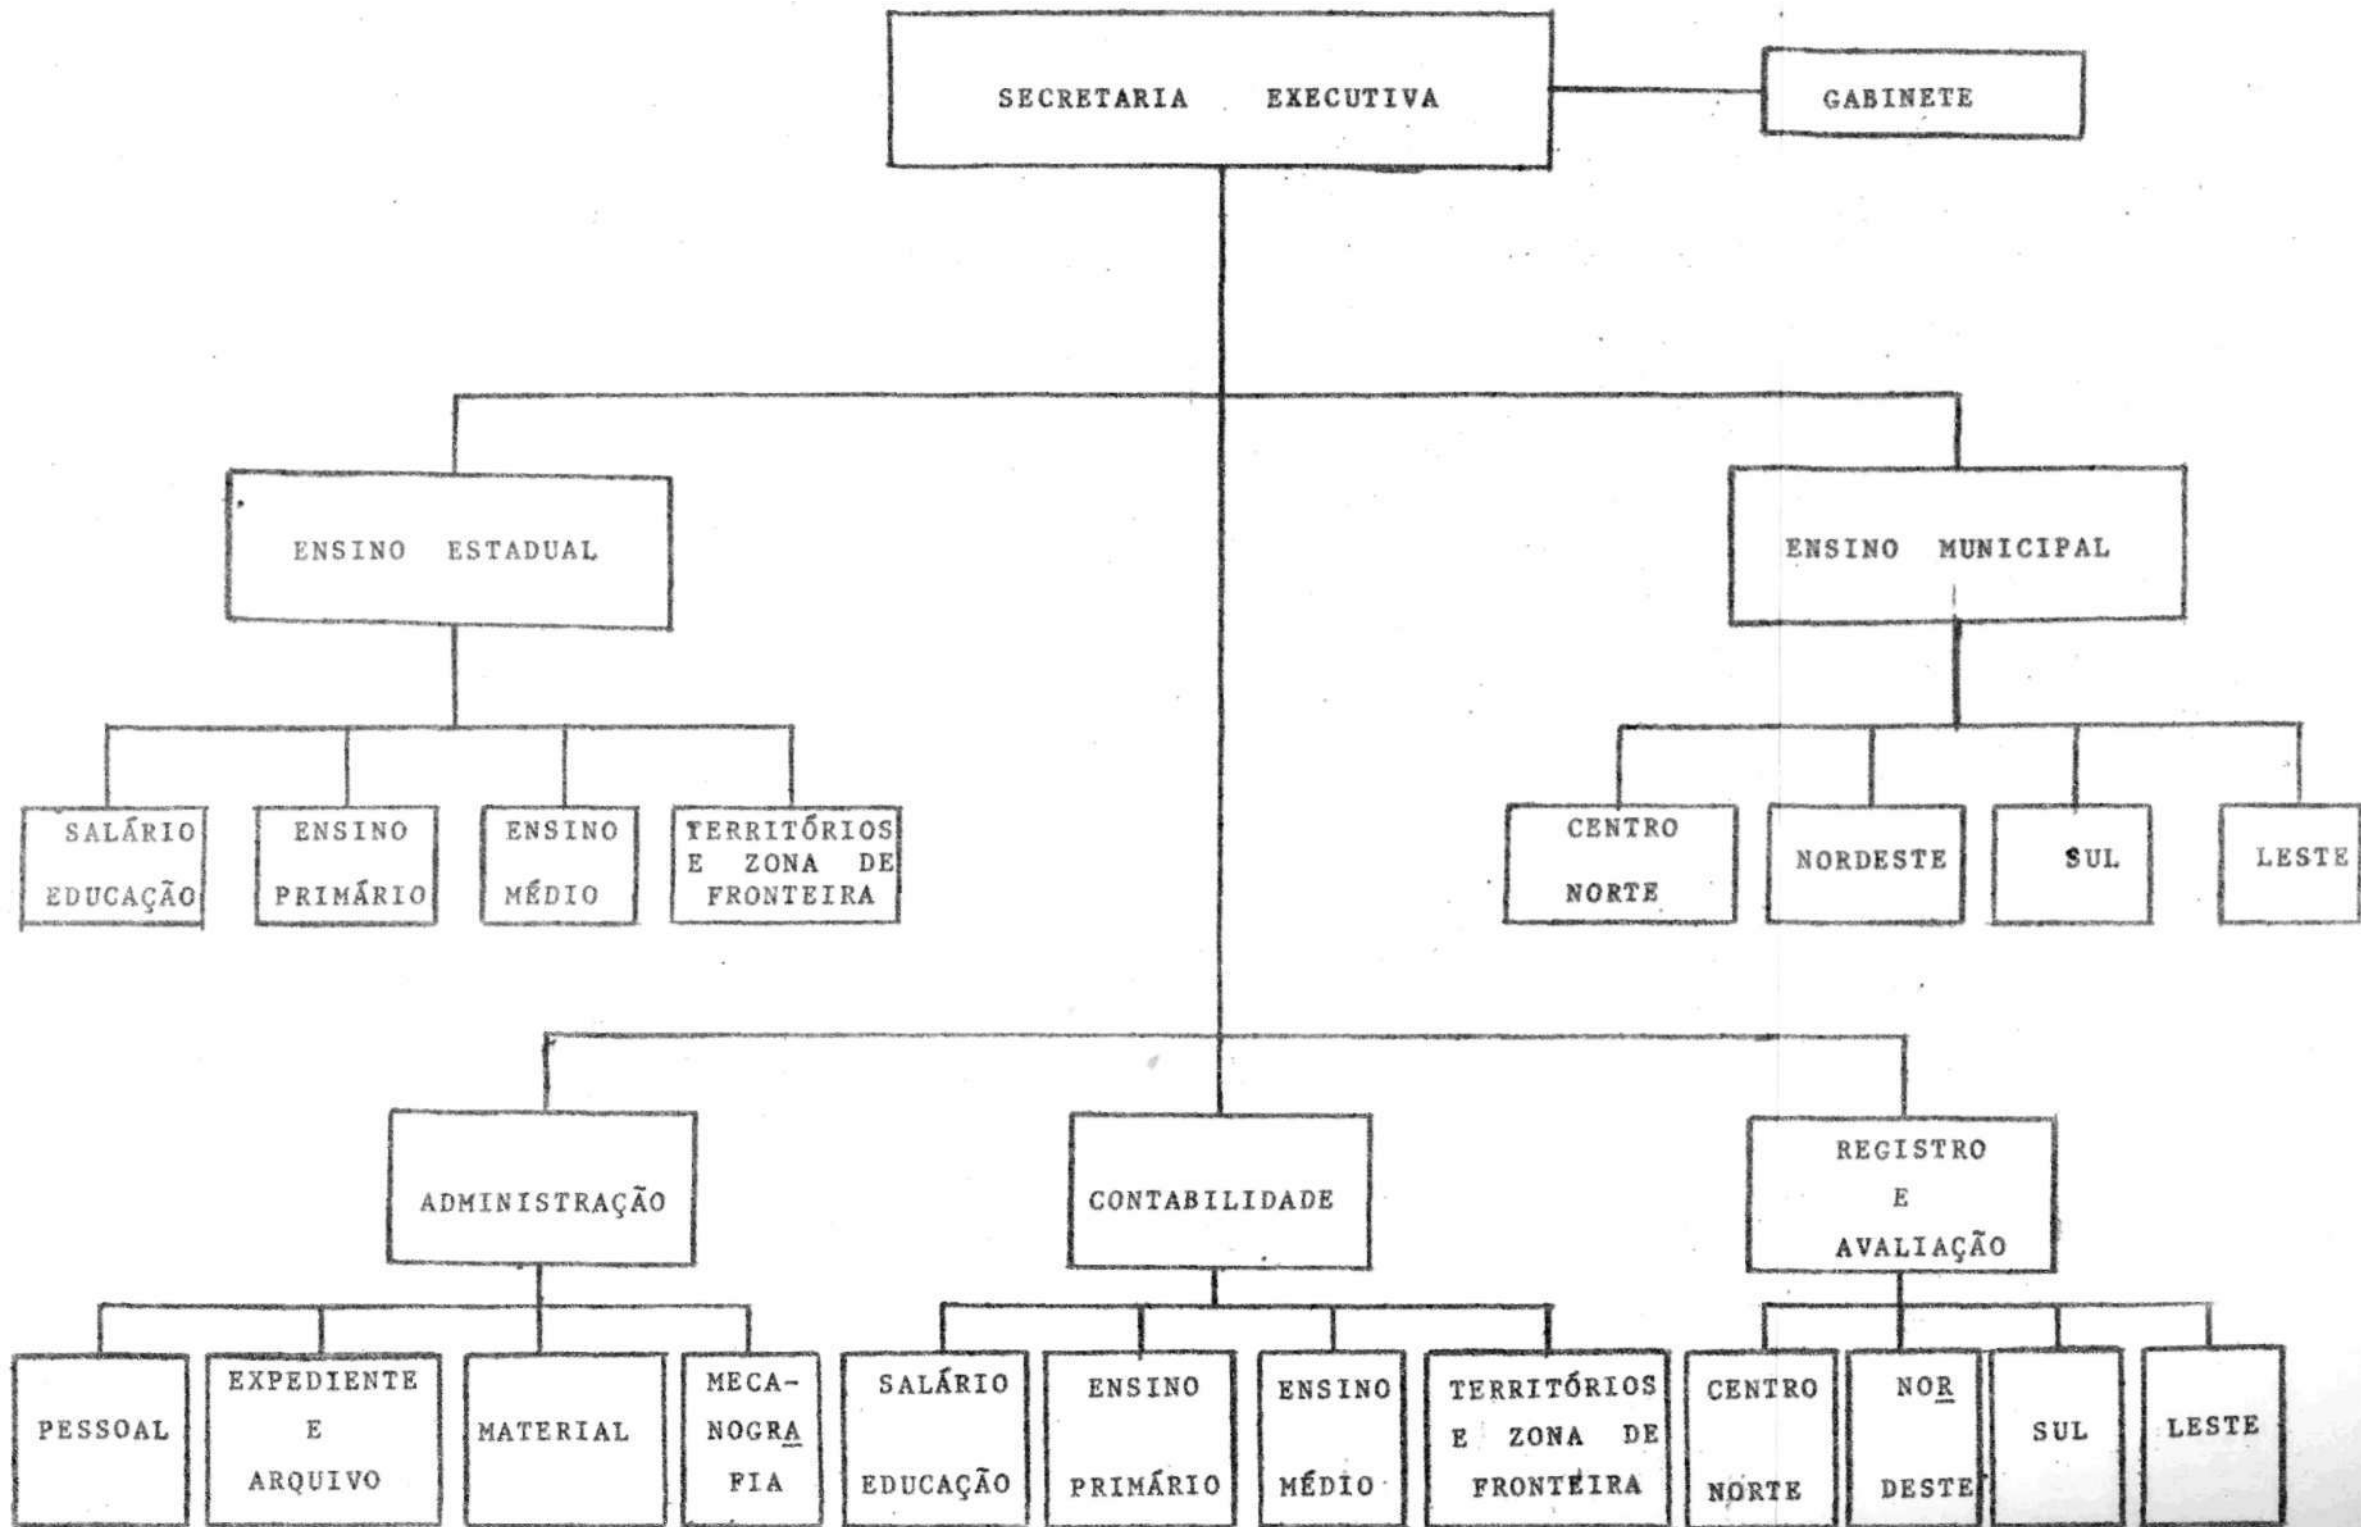 SECRETARIA EXECUTIVA
GABINETE
ENSINO ESTADUAL
ENSINO MUNICIPAL
SALÁRIO
EDUCAÇÃO
ENSINO
PRIMÁRIO
ENSINO
MÉDIO
TERRITÓRIOS
E ZONA DE
FRONTEIRA
CENTRO
NORTE
NORDESTE
SUL
LESTE
ADMINISTRAÇÃO
CONTABILIDADE
REGISTRO
E
AVALIAÇÃO
PESSOAL
EXPEDIENTE
E
ARQUIVO
MATERIAL
MECA-
NOGRA
FIA
SALÁRIO
EDUCAÇÃO
ENSINO
PRIMÁRIO
ENSINO
MÉDIO
TERRITÓRIOS
E ZONA DE
FRONTEIRA
CENTRO
NORTE
NOR
DESTE
SUL
LESTE